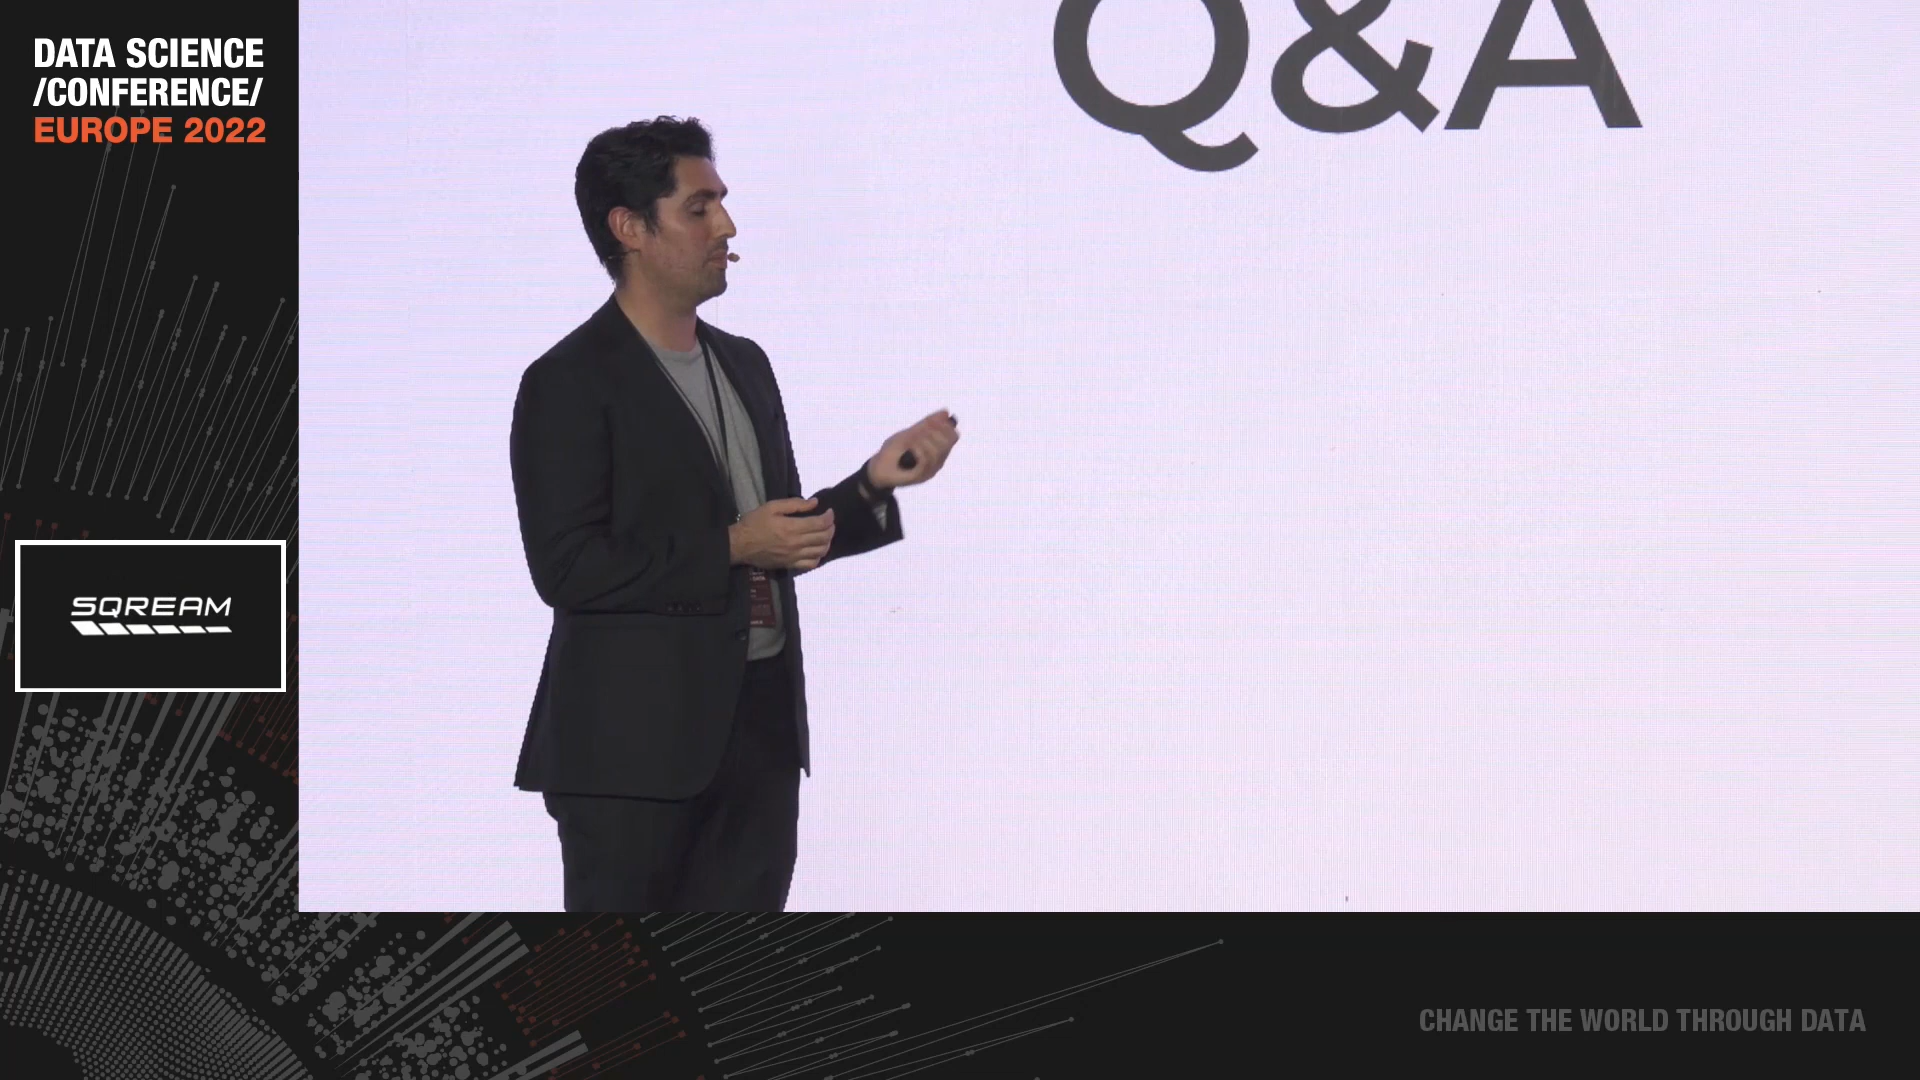 DATA SCIENCE
/CONFERENCE/
EUROPE 2022
Q&A
SQREAM
CHANGE THE WORLD THROUGH DATA